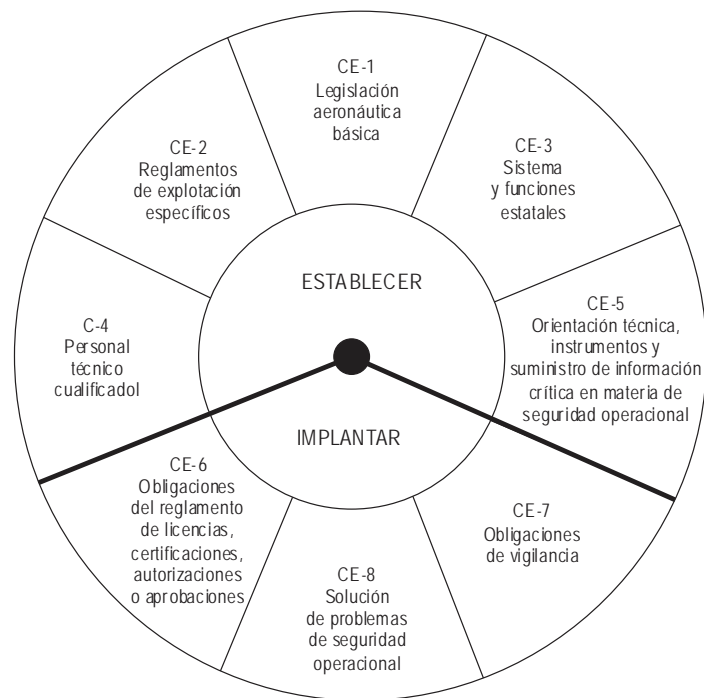 CE-1
Legislación
aeronáutica
básica
CE-2
Reglamentos
de explotación
específicos
CE-3
Sistema
y funciones
estatales
ESTABLECER
C-4
Personal
técnico
cualificadol
CE-5
Orientación técnica,
instrumentos y
suministro de información
crítica en materia de
seguridad operacional
IMPLANTAR
CE-6
Obligaciones
del reglamento
de licencias,
certificaciones,
autorizaciones
o aprobaciones
CE-7
Obligaciones
de vigilancia
CE-8
Solución
de problemas
de seguridad
operacional